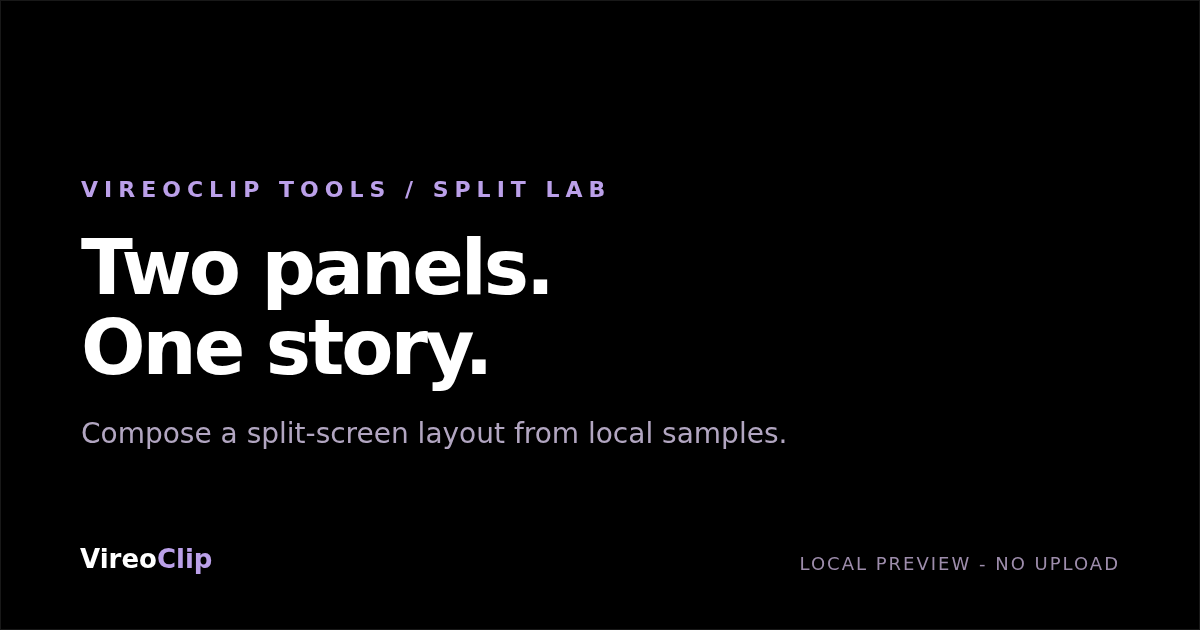 VIREOCLIP TOOLS / SPLIT LAB
Two panels.
One story.
Compose a split-screen layout from local samples.
VireoClip
LOCAL PREVIEW - NO UPLOAD